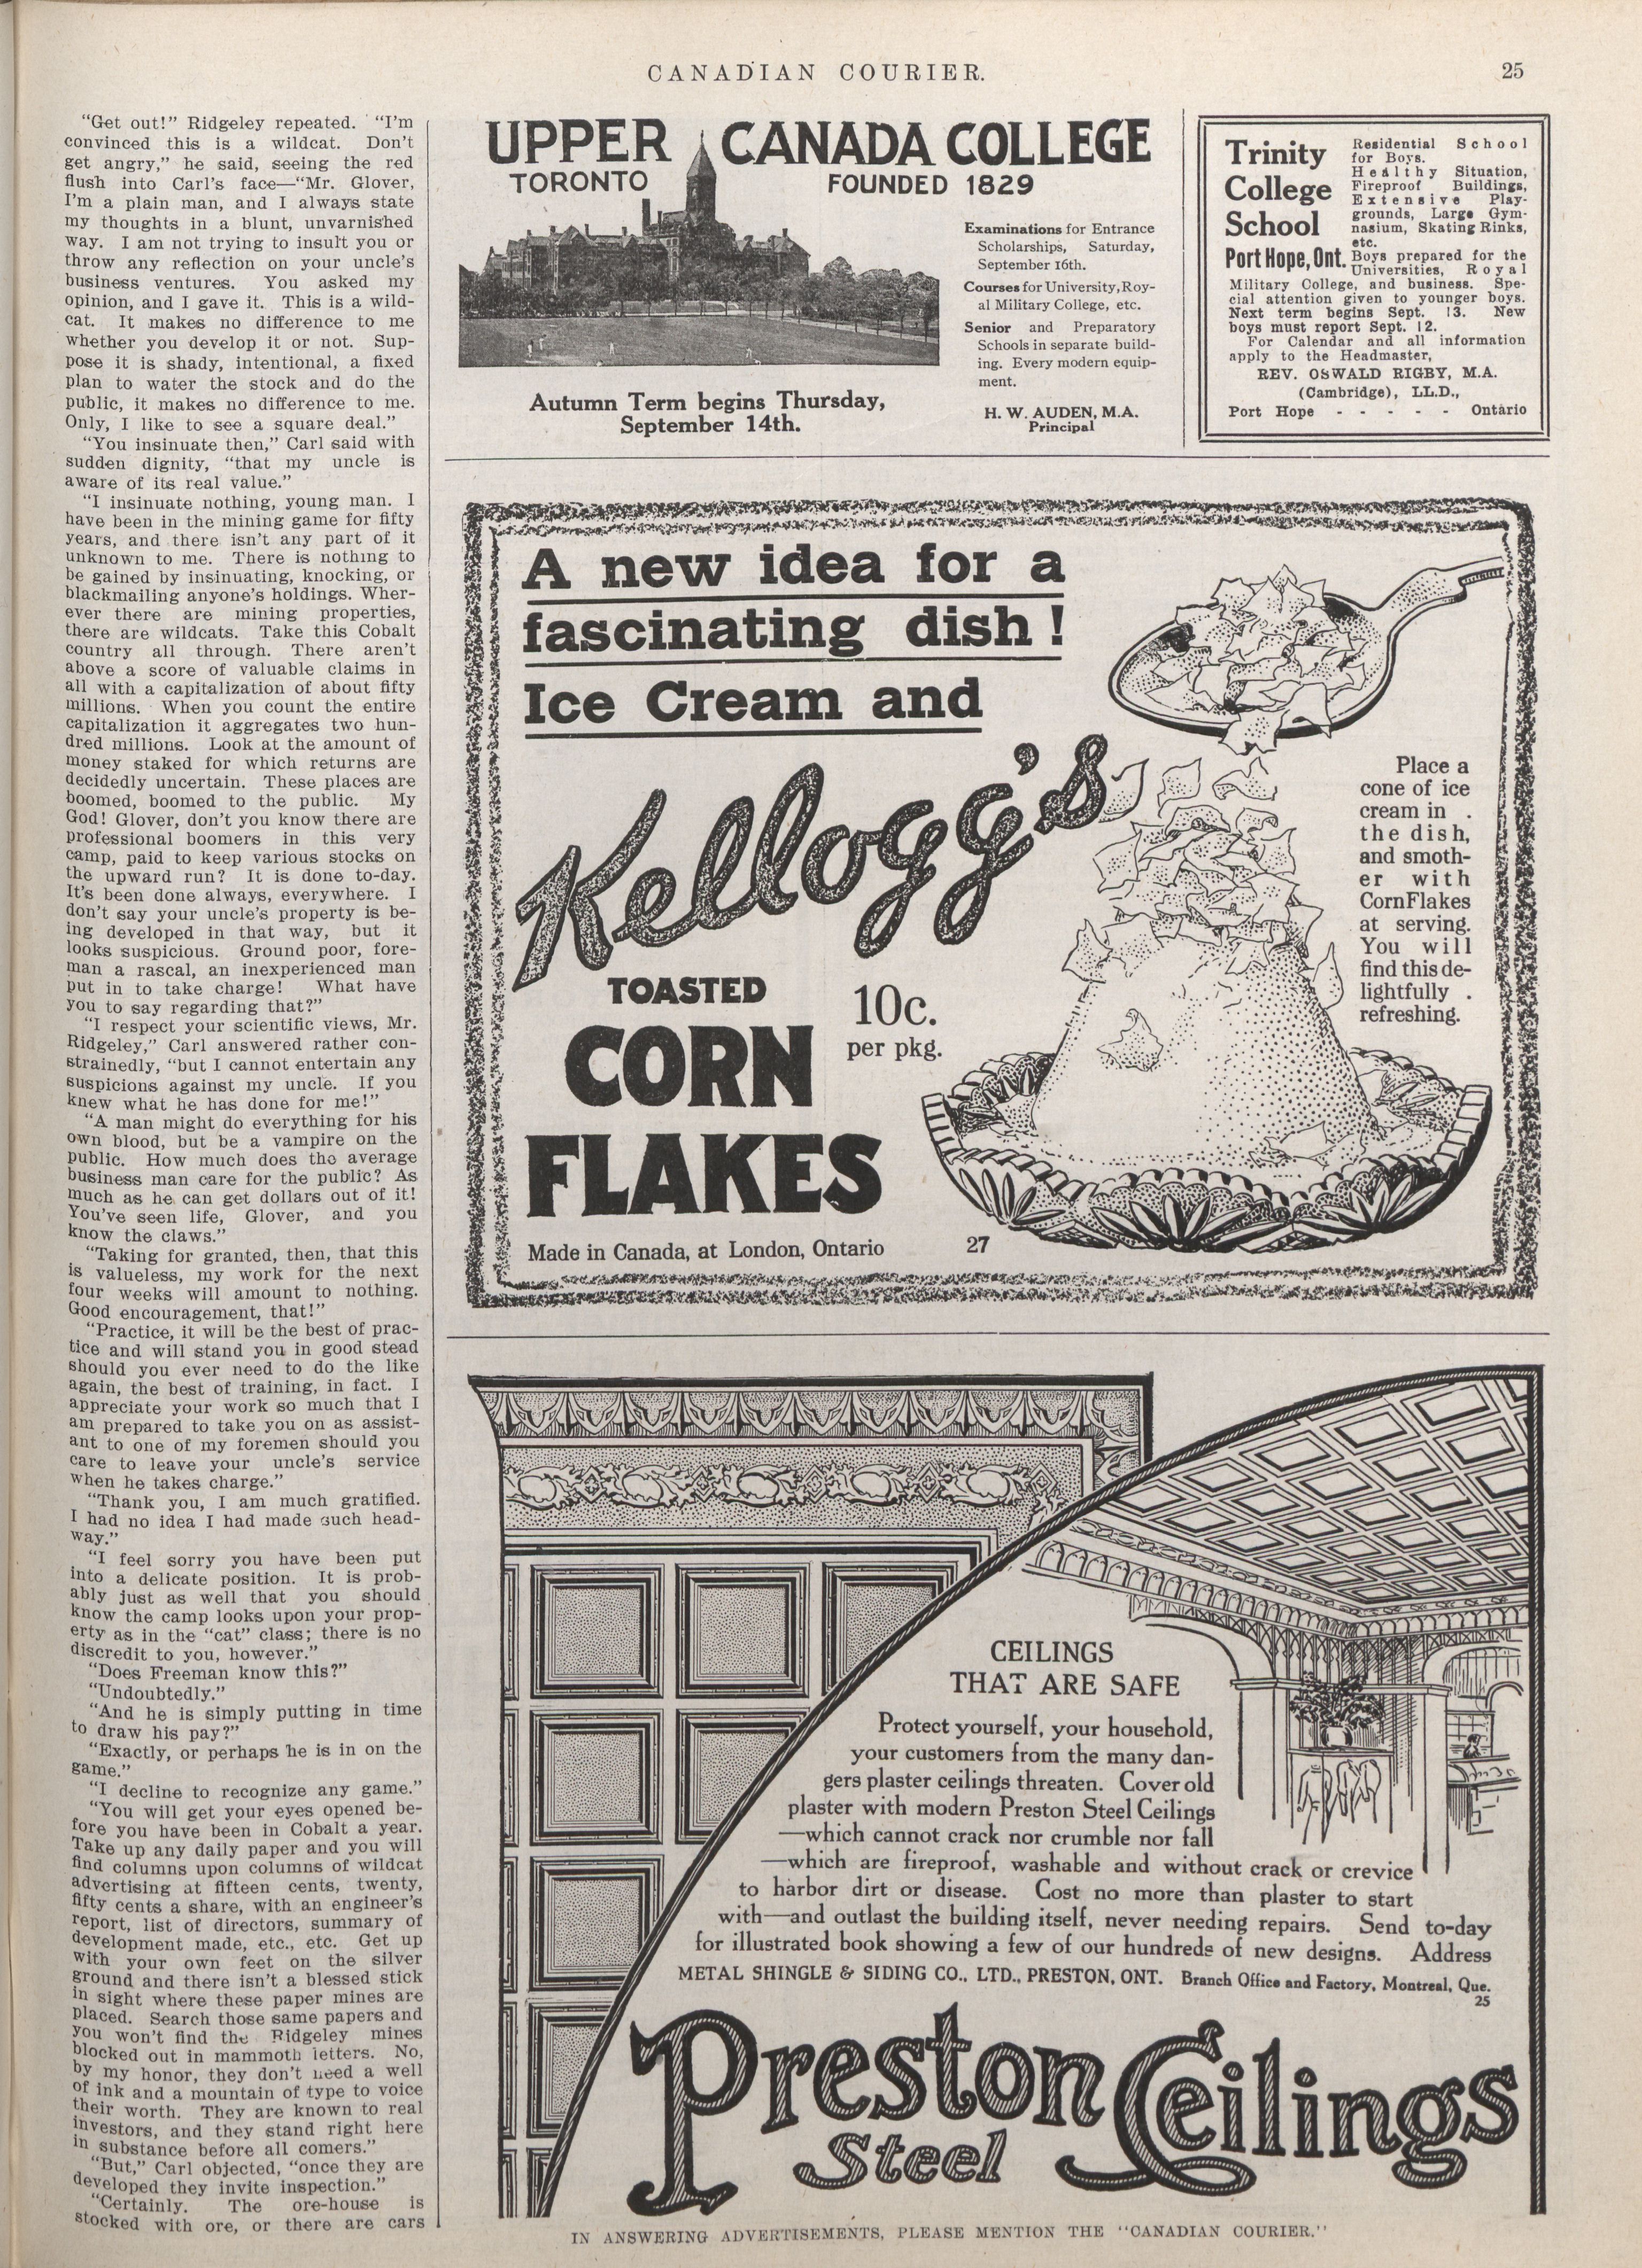 CANADIAN COURIER.
25
"Get out!" Ridgeley repeated. "I'm
convinced this is a wildcat. Don't
get angry," he said, seeing the red
flush into Carl's face—"Mr. Glover,
I'm a plain man, and I always state
my thoughts in a blunt, unvarnished
way. I am not trying to insult you or
throw any reflection on your uncle's
business ventures. You asked my
opinion, and I gave it. This is a wild-
cat. It makes no difference to me
whether you develop it or not. Sup-
pose it is shady, intentional, a fixed
plan to water the stock and do the
public, it makes no difference to me.
Only, I like to see a square deal."
"You insinuate then," Carl said with
sudden dignity, "that my uncle is
aware of its real value."
"I insinuate nothing, young man. I
have been in the mining game for fifty
years, and there isn't any part of it
unknown to me. There is nothing to
be gained by insinuating, knocking, or
blackmailing anyone's holdings. Wher-
ever there are mining properties,
there are wildcats. Take this Cobalt
country all through. There aren't
above a score of valuable claims in
all with a capitalization of about fifty
millions. When you count the entire
capitalization it aggregates two hun-
dred millions. Look at the amount of
money staked for which returns are
decidedly uncertain. These places are
boomed, boomed to the public. My
God! Glover, don't you know there are
professional boomers in this very
camp, paid to keep various stocks on
the upward run? It is done to-day.
It's been done always, everywhere. I
don't say your uncle's property is be-
ing developed in that way, but it
looks suspicious. Ground poor, fore-
man a rascal, an inexperienced man
put in to take charge! What have
you to say regarding that?"
"I respect your scientific views, Mr.
Ridgeley," Carl answered rather con-
strainedly, "but I cannot entertain any
suspicions against my uncle. If you
knew what he has done for me!"
"A man might do everything for his
own blood, but be a vampire on the
public. How much does the average
business man care for the public? As
much as he can get dollars out of it!
You've seen life, Glover, and you
know the claws."
"Taking for granted, then, that this
is valueless, my work for the next
four weeks will amount to nothing.
Good encouragement, that!"
"Practice, it will be the best of prac-
tice and will stand you in good stead
should you ever need to do the like
again, the best of training, in fact. I
appreciate your work so much that I
am prepared to take you on as assist-
ant to one of my foremen should you
care to leave your uncle's service
when he takes charge."
"Thank you, I am much gratified.
I had no idea I had made such head-
way."
"I feel sorry you have been put
into a delicate position. It is prob-
ably just as well that you should
know the camp looks upon your prop-
erty as in the "cat" class; there is no
discredit to you, however."
"Does Freeman know this?"
"Undoubtedly."
"And he is simply putting in time
to draw his pay?"
"Exactly, or perhaps he is in on the
game."
"I decline to recognize any game."
"You will get your eyes opened be-
fore you have been in Cobalt a year.
Take up any daily paper and you will
find columns upon columns of wildcat
advertising at fifteen cents, twenty,
fifty cents a share, with an engineer's
report, list of directors, summary of
development made, etc., etc. Get up
with your own feet on the silver
ground and there isn't a blessed stick
in sight where these paper mines are
placed. Search those same papers and
you won't find the Ridgeley mines
blocked out in mammoth letters. No,
by my honor, they don't need a well
of ink and a mountain of type to voice
their worth. They are known to real
investors, and they stand right here
in substance before all comers."
"But," Carl objected, "once they are
developed they invite inspection."
"Certainly. The ore-house is
stocked with ore, or there are cars
UPPER CANADA COLLEGE
TORONTO FOUNDED 1829
Examinations for Entrance
Scholarships, Saturday,
September 16th.
Courses for University, Roy-
al Military College, etc.
Senior and Preparatory
Schools in separate build-
ing. Every modern equip-
ment.
H. W. AUDEN, M.A.
Principal
Autumn Term begins Thursday,
September 14th.
Trinity
College
School
Port Hope, Ont.
Residential School
for Boys.
Healthy Situation,
Fireproof Buildings,
Extensive Play-
grounds, Large Gym-
nasium, Skating Rinks,
etc.
Boys prepared for the
Universities, Royal
Military College, and business. Spe-
cial attention given to younger boys.
Next term begins Sept. 13. New
boys must report Sept. 12.
For Calendar and all information
apply to the Headmaster,
REV. OSWALD RIGBY, M.A.
(Cambridge), LL.D.,
Port Hope - - - - - Ontario
A new idea for a
fascinating dish!
Ice Cream and
Kellogg's
TOASTED
CORN
FLAKES
10c.
per pkg.
Place a
cone of ice
cream in
the dish,
and smoth-
er with
CornFlakes
at serving.
You will
find this de-
lightfully
refreshing.
Made in Canada, at London, Ontario
27
CEILINGS
THAT ARE SAFE
Protect yourself, your household,
your customers from the many dan-
gers plaster ceilings threaten. Cover old
plaster with modern Preston Steel Ceilings
—which cannot crack nor crumble nor fall
—which are fireproof, washable and without crack or crevice
to harbor dirt or disease. Cost no more than plaster to start
with—and outlast the building itself, never needing repairs. Send to-day
for illustrated book showing a few of our hundreds of new designs. Address
METAL SHINGLE & SIDING CO., LTD., PRESTON, ONT. Branch Office and Factory, Montreal, Que.
25
Preston Ceilings
Steel
IN ANSWERING ADVERTISEMENTS, PLEASE MENTION THE "CANADIAN COURIER."